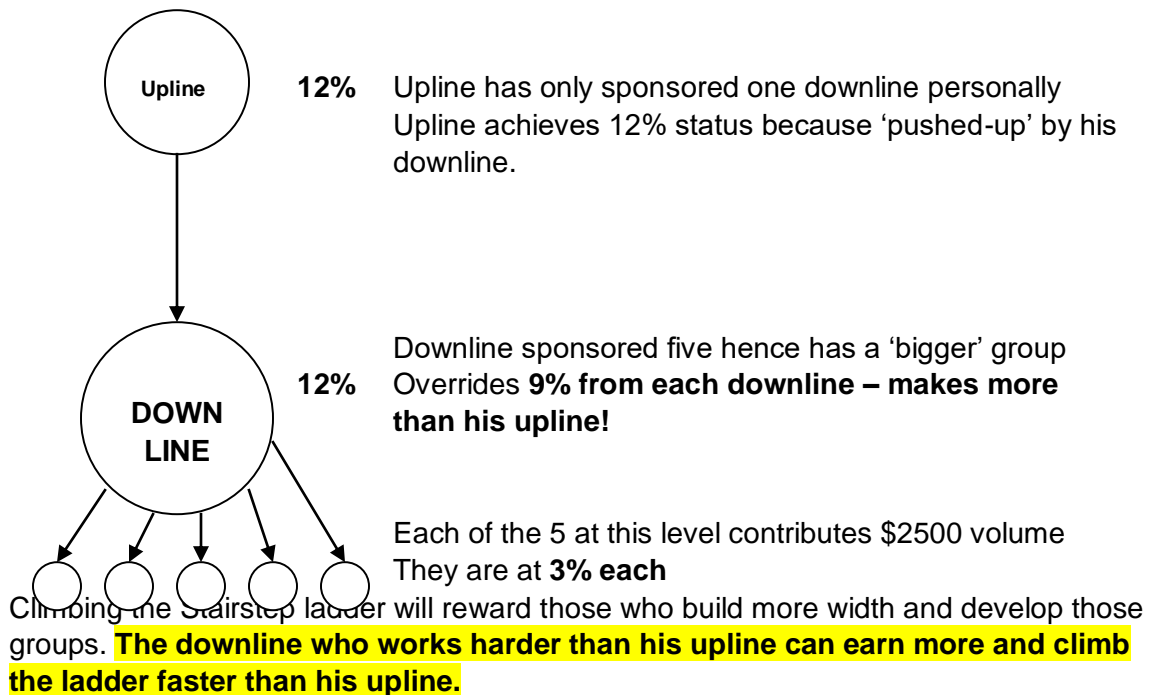 Upline
12% Upline has only sponsored one downline personally
Upline achieves 12% status because ‘pushed-up’ by his
downline.
Downline sponsored five hence has a ‘bigger’ group
12% Overrides 9% from each downline – makes more
than his upline!
DOWN
LINE
Each of the 5 at this level contributes $2500 volume
They are at 3% each
Climbing the Stairstep ladder will reward those who build more width and develop those
groups. The downline who works harder than his upline can earn more and climb
the ladder faster than his upline.